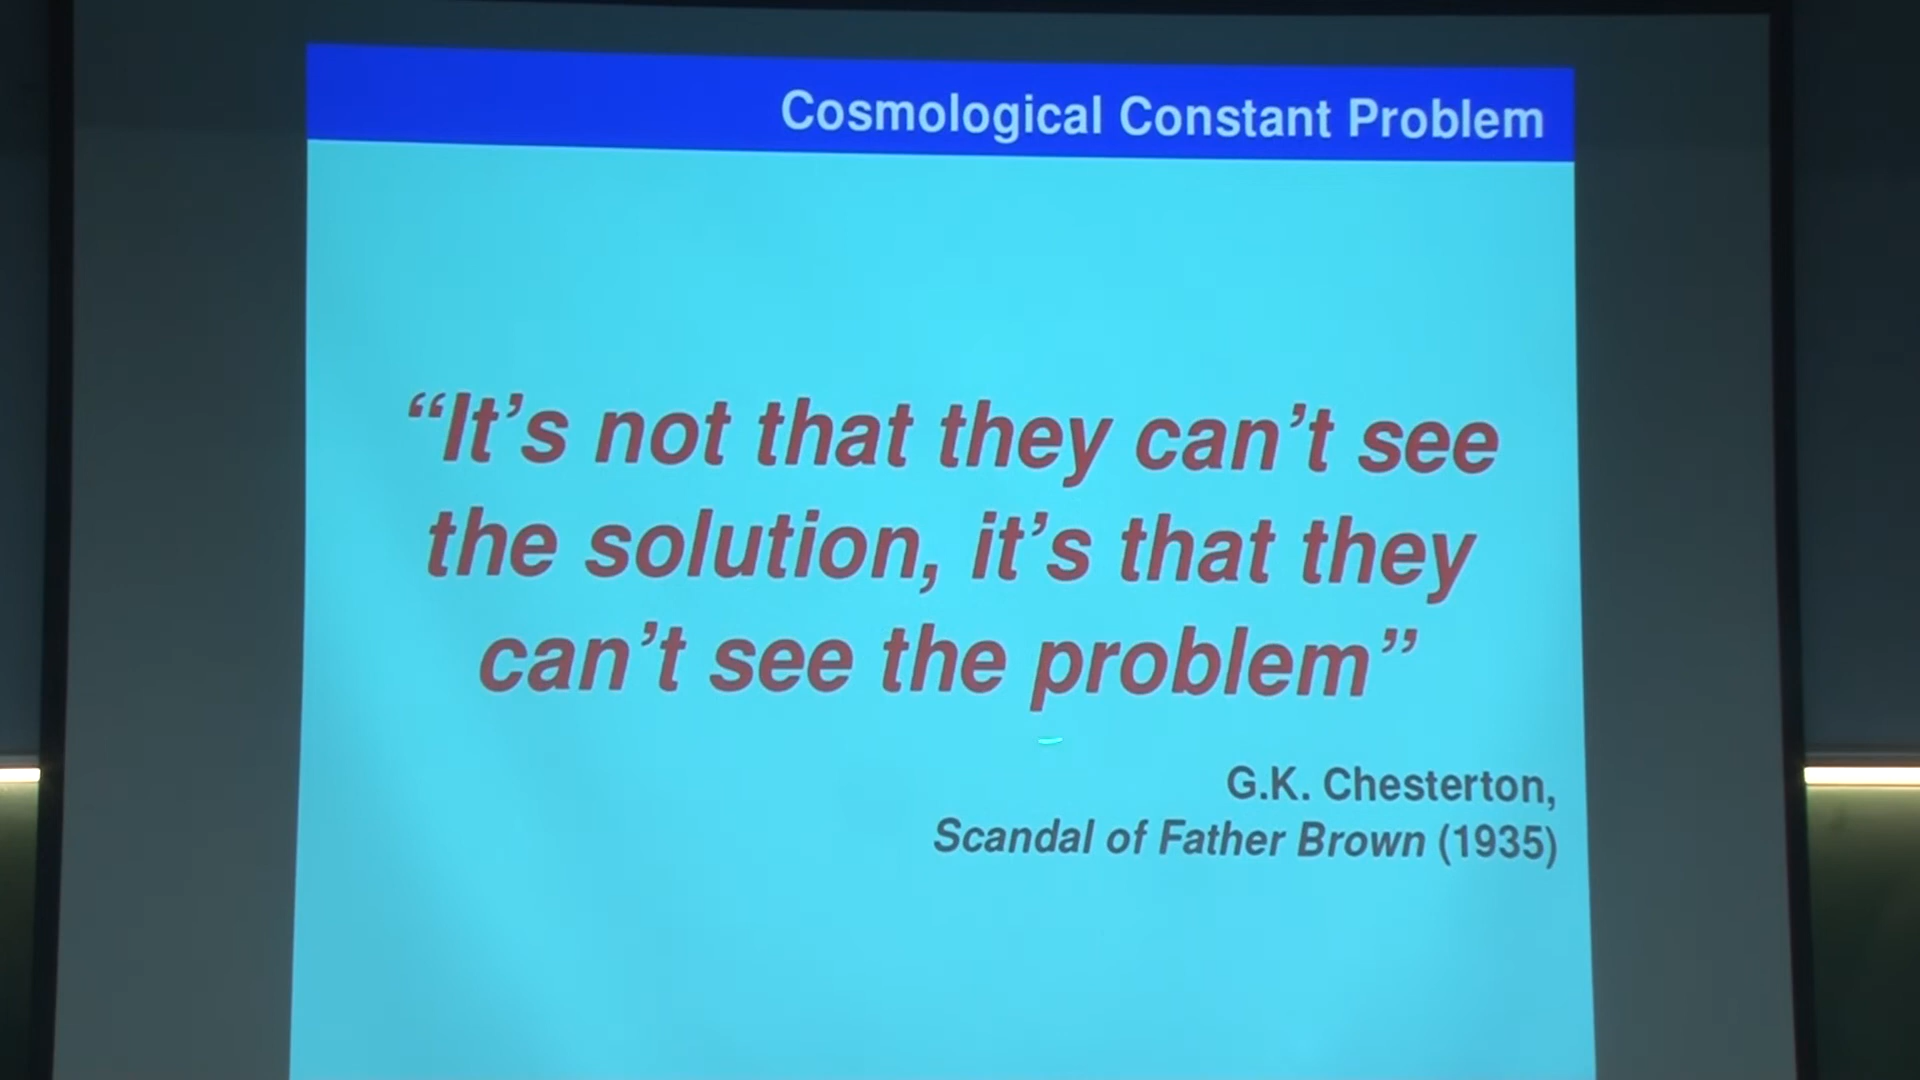 Cosmological Constant Problem
“It’s not that they can’t see
the solution, it’s that they
can’t see the problem”
G.K. Chesterton,
Scandal of Father Brown (1935)